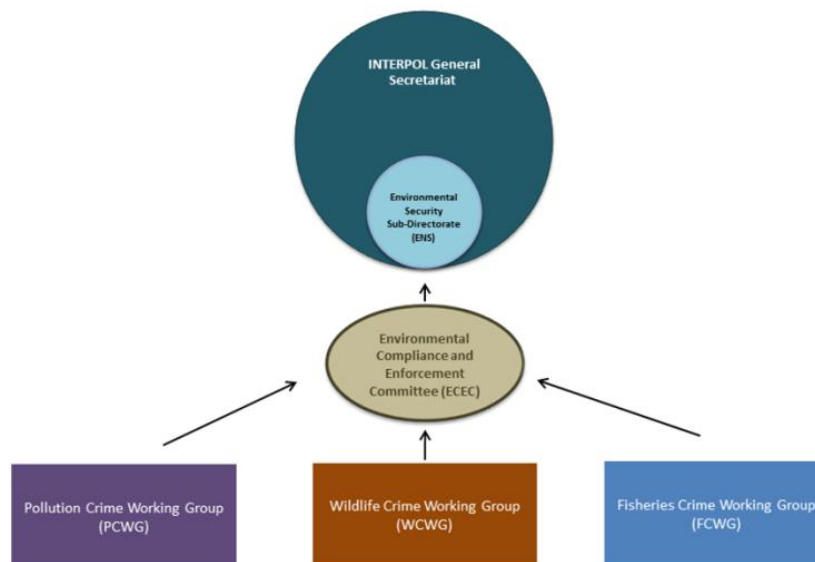 INTERPOL General
Secretariat
Environmental
Security
Sub-Directorate
(ENS)
Environmental
Compliance and
Enforcement
Committee (ECEC)
Pollution Crime Working Group
(PCWG)
Wildlife Crime Working Group
(WCWG)
Fisheries Crime Working Group
(FCWG)